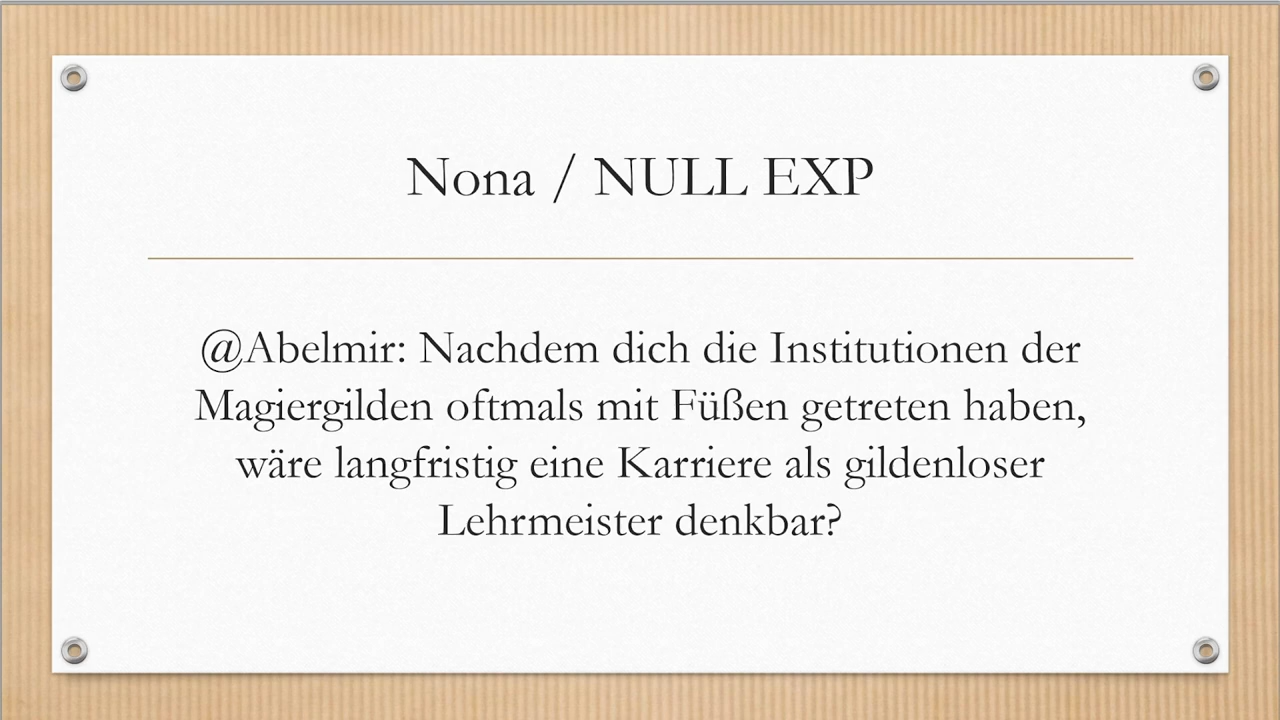 Nona / NULL EXP
@Abelmir: Nachdem dich die Institutionen der
Magiergilden oftmals mit Füßen getreten haben,
wäre langfristig eine Karriere als gildenloser
Lehrmeister denkbar?